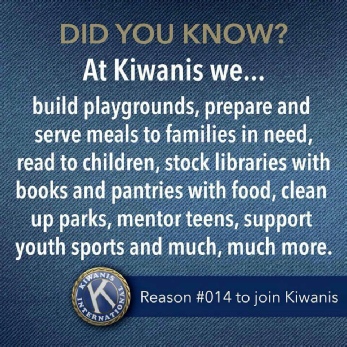 DID YOU KNOW?
At Kiwanis we...
build playgrounds, prepare and
serve meals to families in need,
read to children, stock libraries with
books and pantries with food, clean
up parks, mentor teens, support
youth sports and much, much more.
KIWANIS
K
INTERNATIONAL
Reason #014 to join Kiwanis